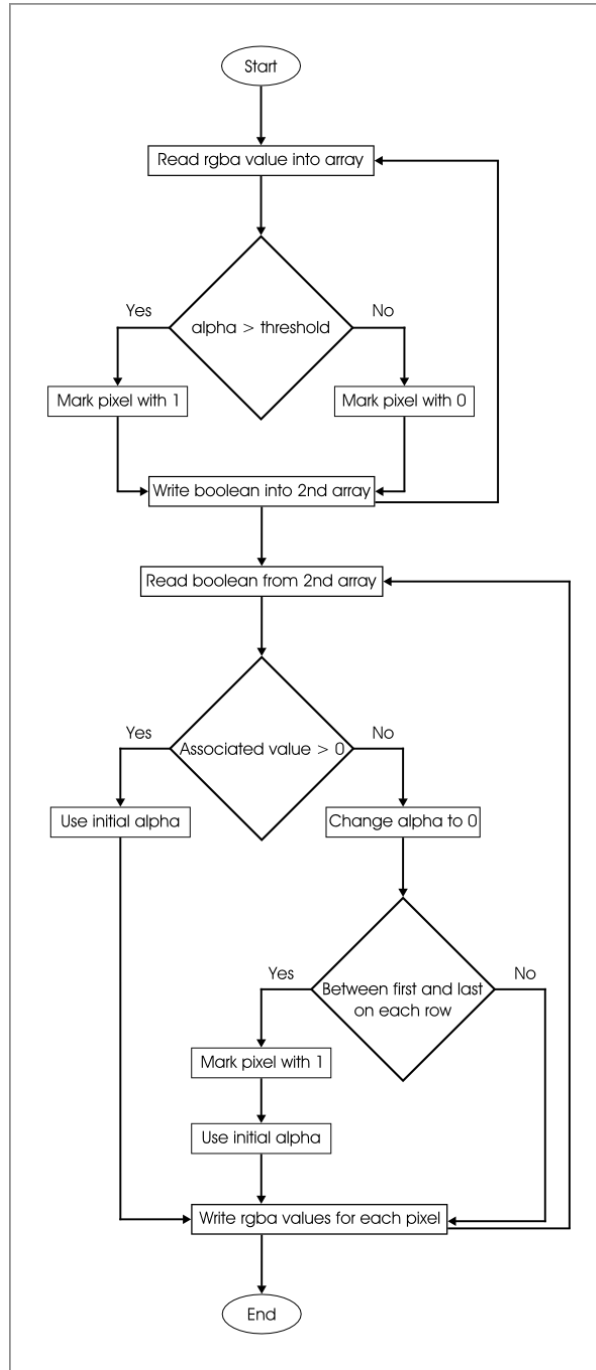 Start
Read rgba value into array
Yes
No
alpha > threshold
Mark pixel with 1
Mark pixel with 0
Write boolean into 2nd array
Read boolean from 2nd array
Yes
No
Associated value > 0
Use initial alpha
Change alpha to 0
Yes
No
Between first and last
on each row
Mark pixel with 1
Use initial alpha
Write rgba values for each pixel
End